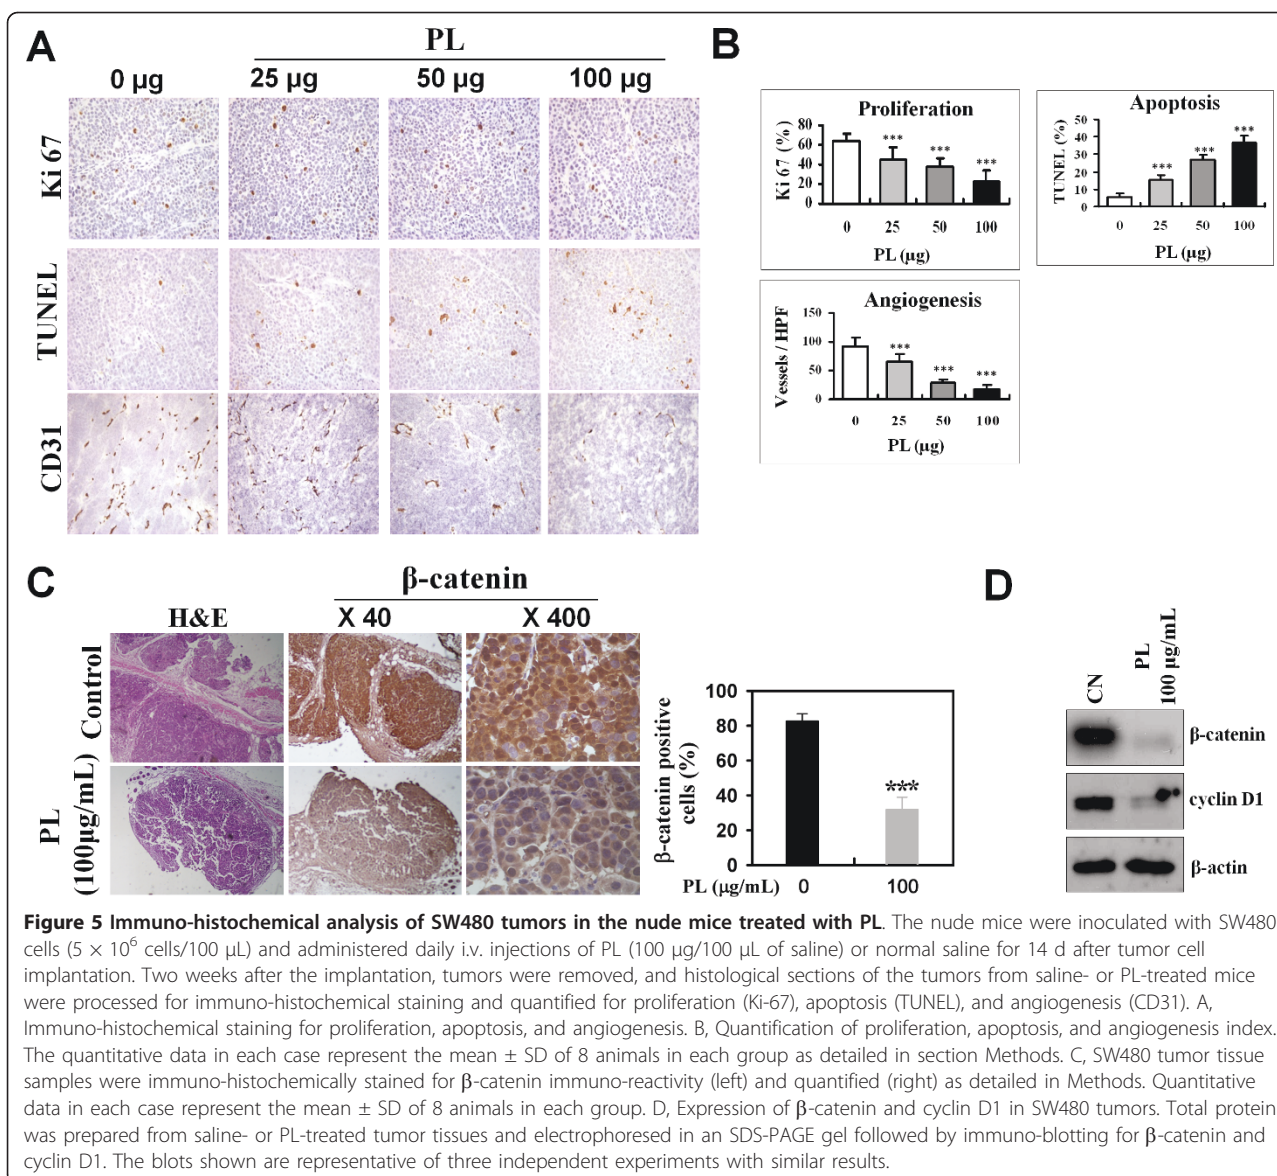 A
PL
0 µg 25 µg 50 µg 100 µg
Ki 67
TUNEL
CD31
B
Proliferation
Ki 67 (%)
80
60
40
20
0
*** *** ***
0 25 50 100
PL (µg)
Apoptosis
TUNEL (%)
50
40
30
20
10
0
*** *** ***
0 25 50 100
PL (µg)
Angiogenesis
Vessels / HPF
150
100
50
0
*** *** ***
0 25 50 100
PL (µg)
C
β-catenin
H&E X 40 X 400
Control
PL
(100µg/mL)
β-catenin positive
cells (%)
100
80
60
40
20
0
***
PL (µg/mL) 0 100
D
CN
PL
100 µg/mL
β-catenin
cyclin D1
β-actin
Figure 5 Immuno-histochemical analysis of SW480 tumors in the nude mice treated with PL. The nude mice were inoculated with SW480
cells (5 × 10⁶ cells/100 µL) and administered daily i.v. injections of PL (100 µg/100 µL of saline) or normal saline for 14 d after tumor cell
implantation. Two weeks after the implantation, tumors were removed, and histological sections of the tumors from saline- or PL-treated mice
were processed for immuno-histochemical staining and quantified for proliferation (Ki-67), apoptosis (TUNEL), and angiogenesis (CD31). A,
Immuno-histochemical staining for proliferation, apoptosis, and angiogenesis. B, Quantification of proliferation, apoptosis, and angiogenesis index.
The quantitative data in each case represent the mean ± SD of 8 animals in each group as detailed in section Methods. C, SW480 tumor tissue
samples were immuno-histochemically stained for β-catenin immuno-reactivity (left) and quantified (right) as detailed in Methods. Quantitative
data in each case represent the mean ± SD of 8 animals in each group. D, Expression of β-catenin and cyclin D1 in SW480 tumors. Total protein
was prepared from saline- or PL-treated tumor tissues and electrophoresed in an SDS-PAGE gel followed by immuno-blotting for β-catenin and
cyclin D1. The blots shown are representative of three independent experiments with similar results.